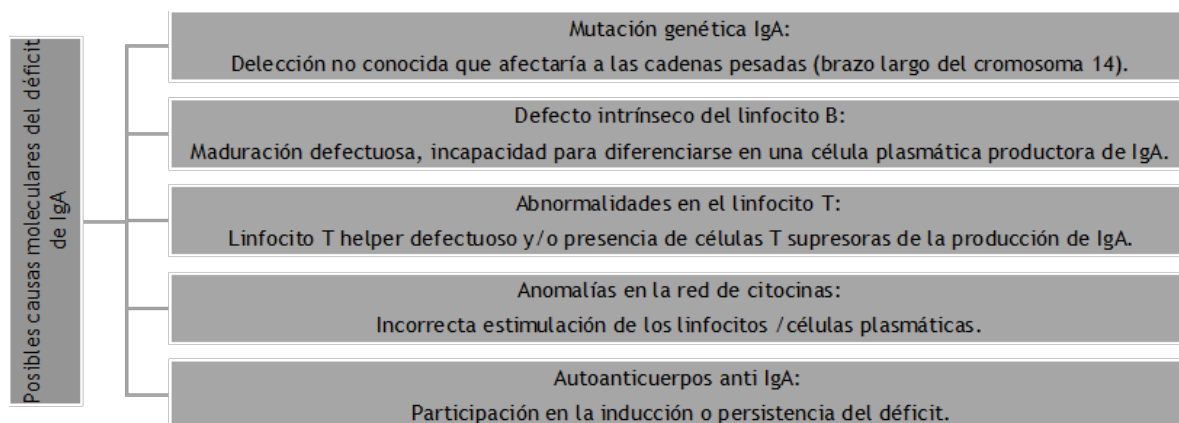 Posibles causas moleculares del déficit
de IgA
Mutación genética IgA:
Delección no conocida que afectaría a las cadenas pesadas (brazo largo del cromosoma 14).
Defecto intrínseco del linfocito B:
Maduración defectuosa, incapacidad para diferenciarse en una célula plasmática productora de IgA.
Abnormalidades en el linfocito T:
Linfocito T helper defectuoso y/o presencia de células T supresoras de la producción de IgA.
Anomalías en la red de citocinas:
Incorrecta estimulación de los linfocitos /células plasmáticas.
Autoanticuerpos anti IgA:
Participación en la inducción o persistencia del déficit.